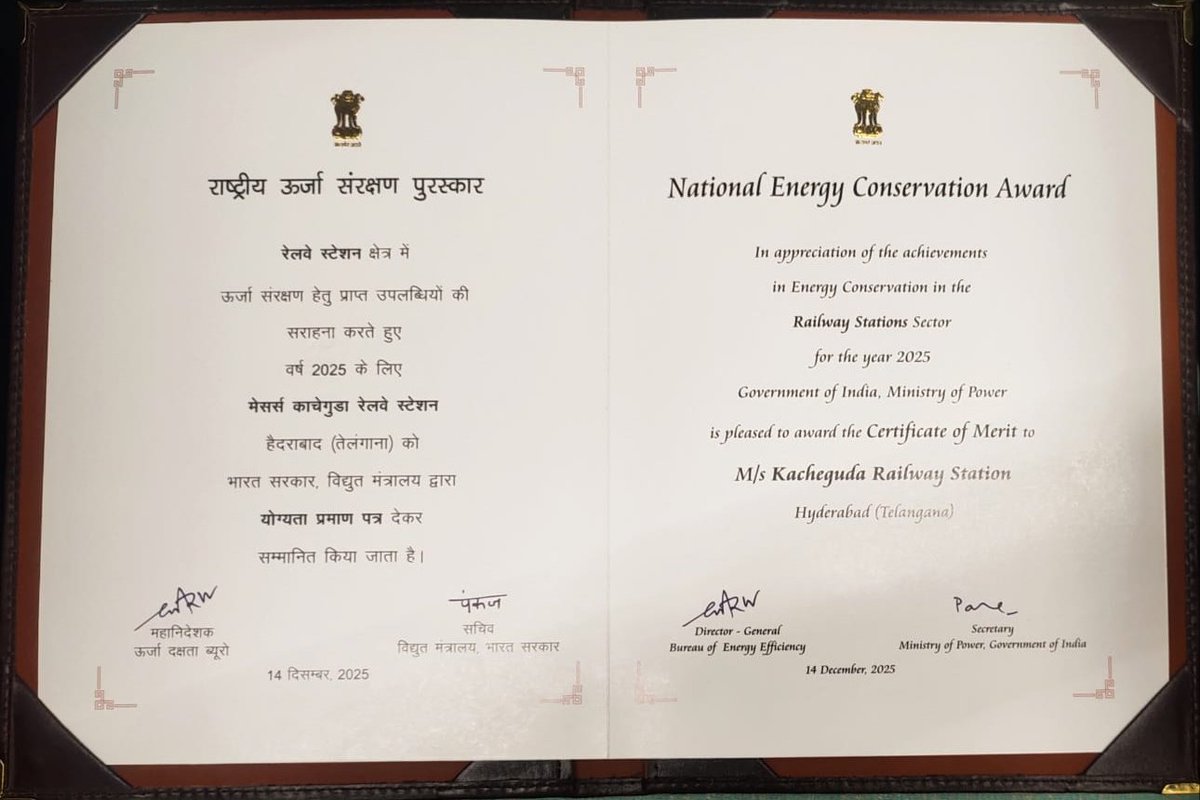 राष्ट्रीय ऊर्जा संरक्षण पुरस्कार
रेलवे स्टेशन क्षेत्र में
ऊर्जा संरक्षण हेतु प्राप्त उपलब्धियों की
सराहना करते हुए
वर्ष 2025 के लिए
मेसर्स काचेगुडा रेलवे स्टेशन
हैदराबाद (तेलंगाना) को
भारत सरकार, विद्युत मंत्रालय द्वारा
योग्यता प्रमाण पत्र देकर
सम्मानित किया जाता है।
महानिदेशक
ऊर्जा दक्षता ब्यूरो
पंकज
सचिव
विद्युत मंत्रालय, भारत सरकार
14 दिसम्बर, 2025
National Energy Conservation Award
In appreciation of the achievements
in Energy Conservation in the
Railway Stations Sector
for the year 2025
Government of India, Ministry of Power
is pleased to award the Certificate of Merit to
M/s Kacheguda Railway Station
Hyderabad (Telangana)
Director - General
Bureau of Energy Efficiency
Secretary
Ministry of Power, Government of India
14 December, 2025